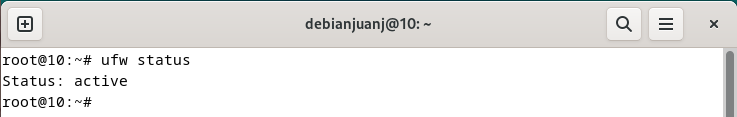 debianjuanj@10: ~
root@10:~# ufw status
Status: active
root@10:~#